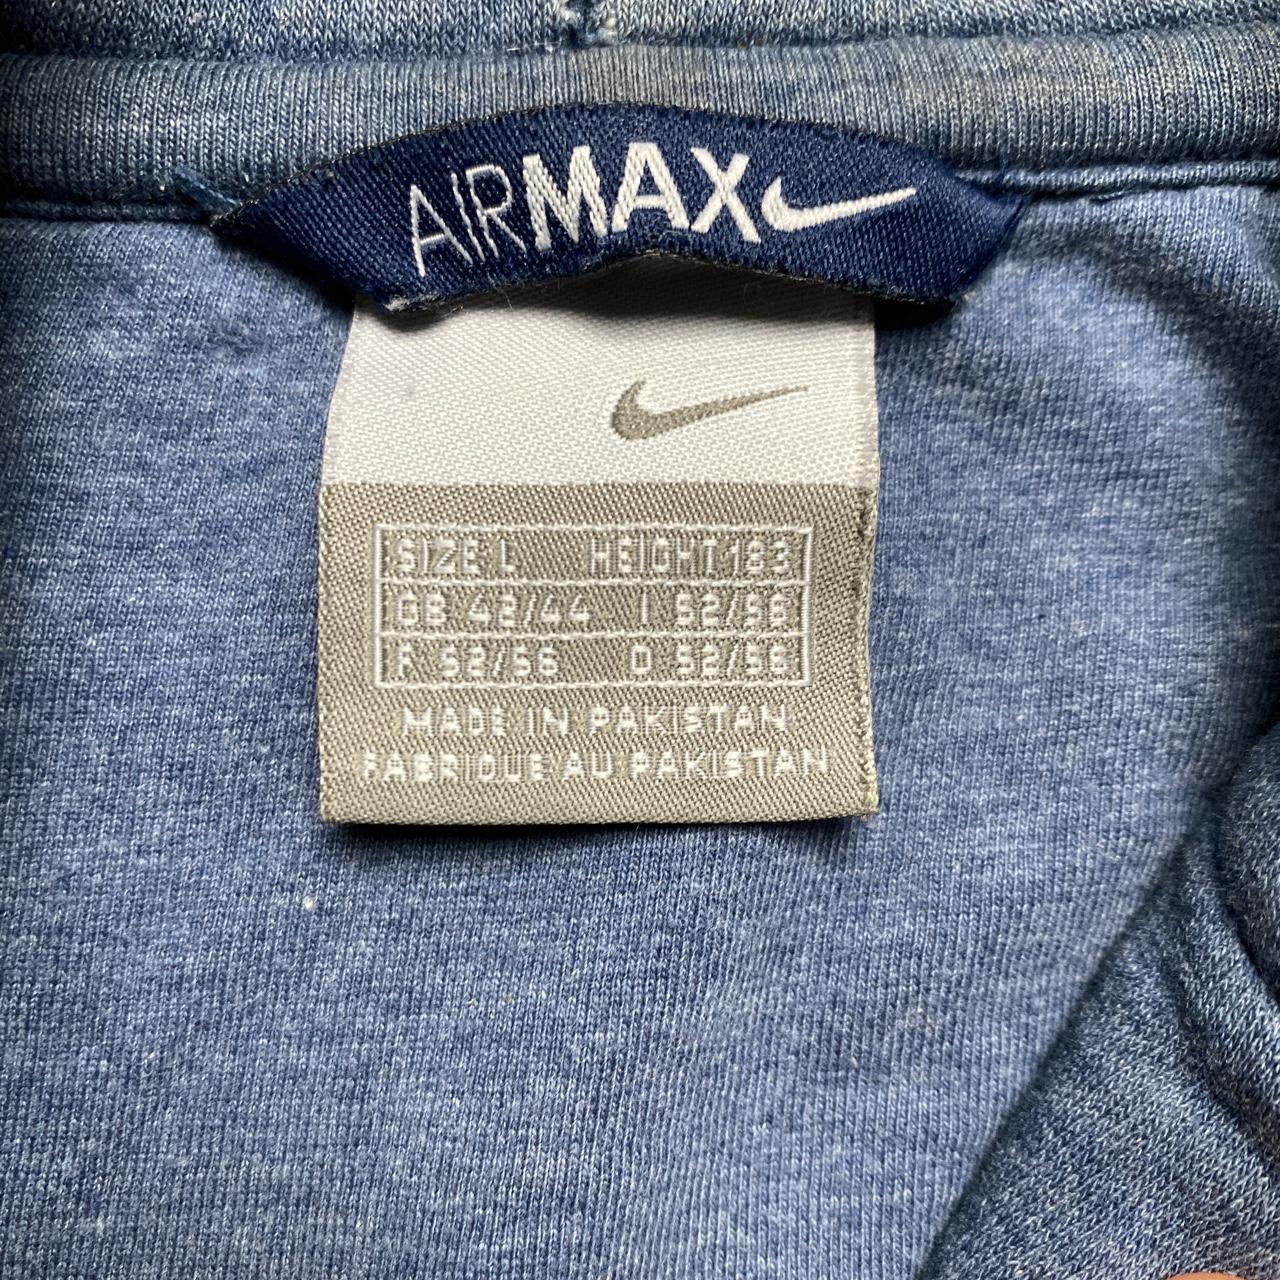 AIRMAX
SIZE L HEIGHT 183
GB 42/44 I 52/56
F 52/56 D 52/56
MADE IN PAKISTAN
FABRIQUE AU PAKISTAN